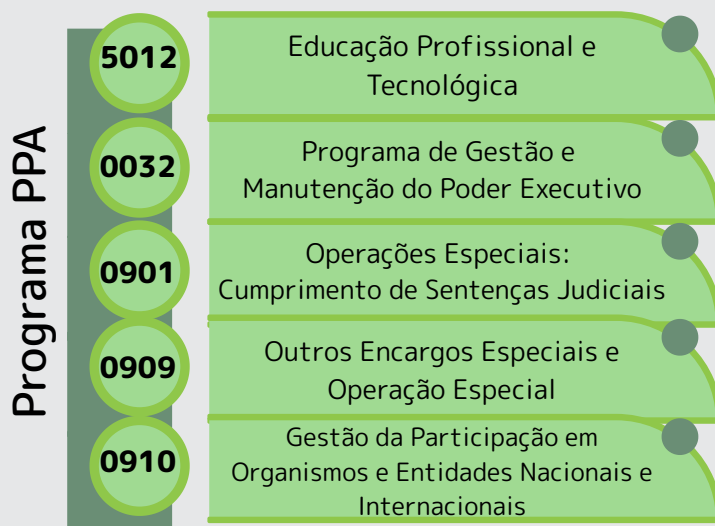 Programa PPA
5012
Educação Profissional e
Tecnológica
0032
Programa de Gestão e
Manutenção do Poder Executivo
0901
Operações Especiais:
Cumprimento de Sentenças Judiciais
0909
Outros Encargos Especiais e
Operação Especial
0910
Gestão da Participação em
Organismos e Entidades Nacionais e
Internacionais